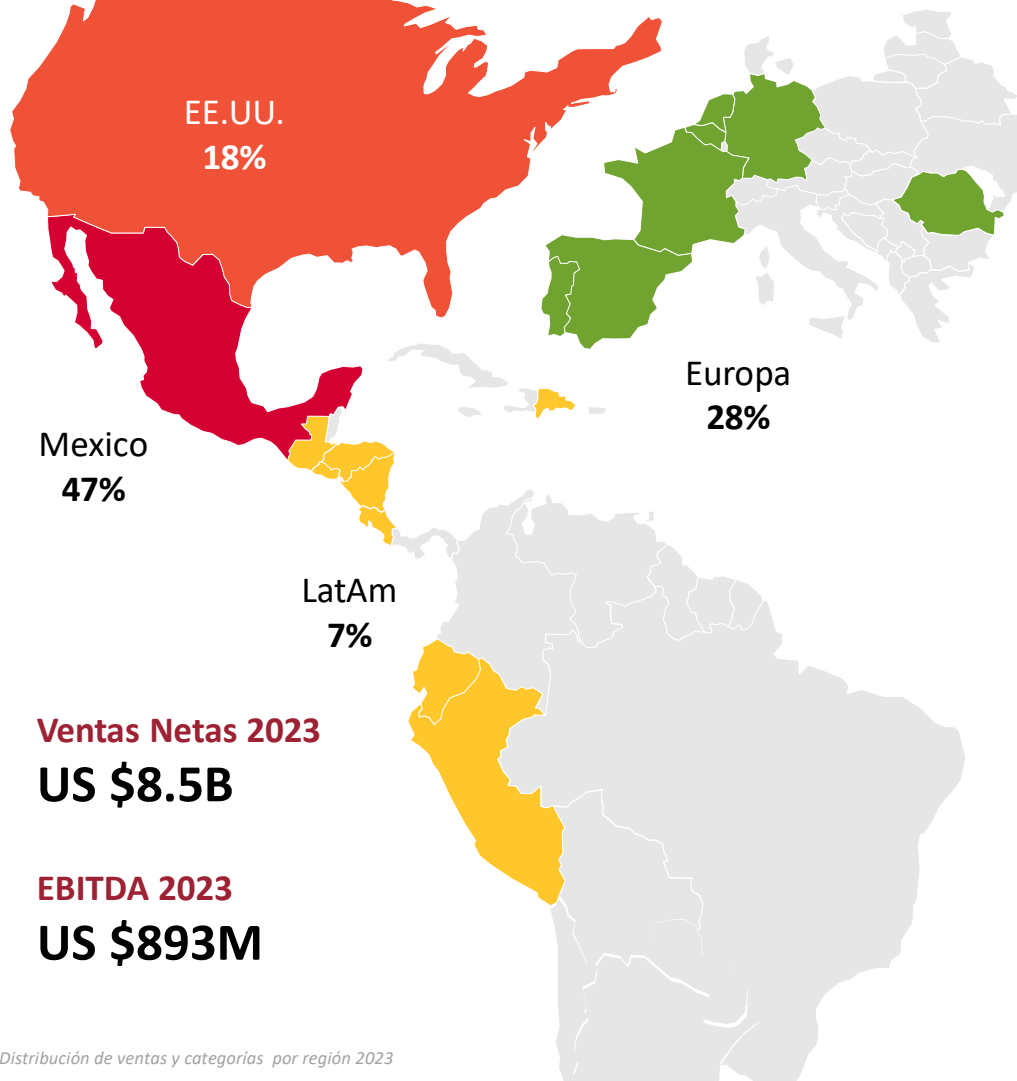 EE.UU.
18%
Europa
28%
Mexico
47%
LatAm
7%
Ventas Netas 2023
US $8.5B
EBITDA 2023
US $893M
Distribución de ventas y categorías por región 2023